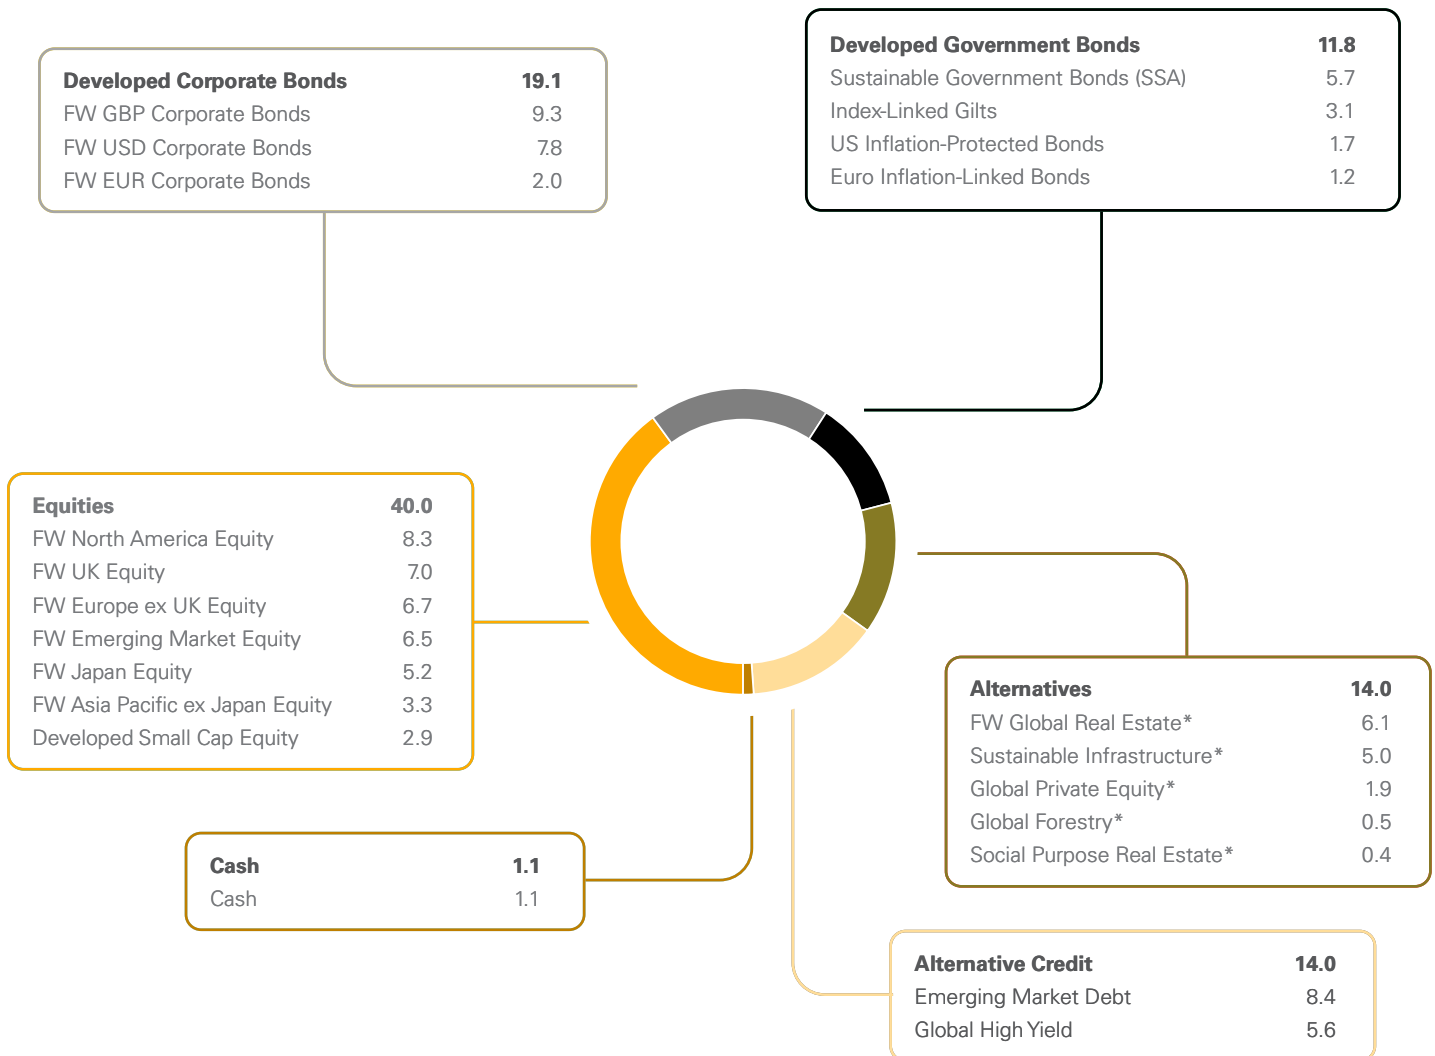 Developed Corporate Bonds 19.1
FW GBP Corporate Bonds 9.3
FW USD Corporate Bonds 7.8
FW EUR Corporate Bonds 2.0
Developed Government Bonds 11.8
Sustainable Government Bonds (SSA) 5.7
Index-Linked Gilts 3.1
US Inflation-Protected Bonds 1.7
Euro Inflation-Linked Bonds 1.2
Equities 40.0
FW North America Equity 8.3
FW UK Equity 7.0
FW Europe ex UK Equity 6.7
FW Emerging Market Equity 6.5
FW Japan Equity 5.2
FW Asia Pacific ex Japan Equity 3.3
Developed Small Cap Equity 2.9
Alternatives 14.0
FW Global Real Estate* 6.1
Sustainable Infrastructure* 5.0
Global Private Equity* 1.9
Global Forestry* 0.5
Social Purpose Real Estate* 0.4
Cash 1.1
Cash 1.1
Alternative Credit 14.0
Emerging Market Debt 8.4
Global High Yield 5.6